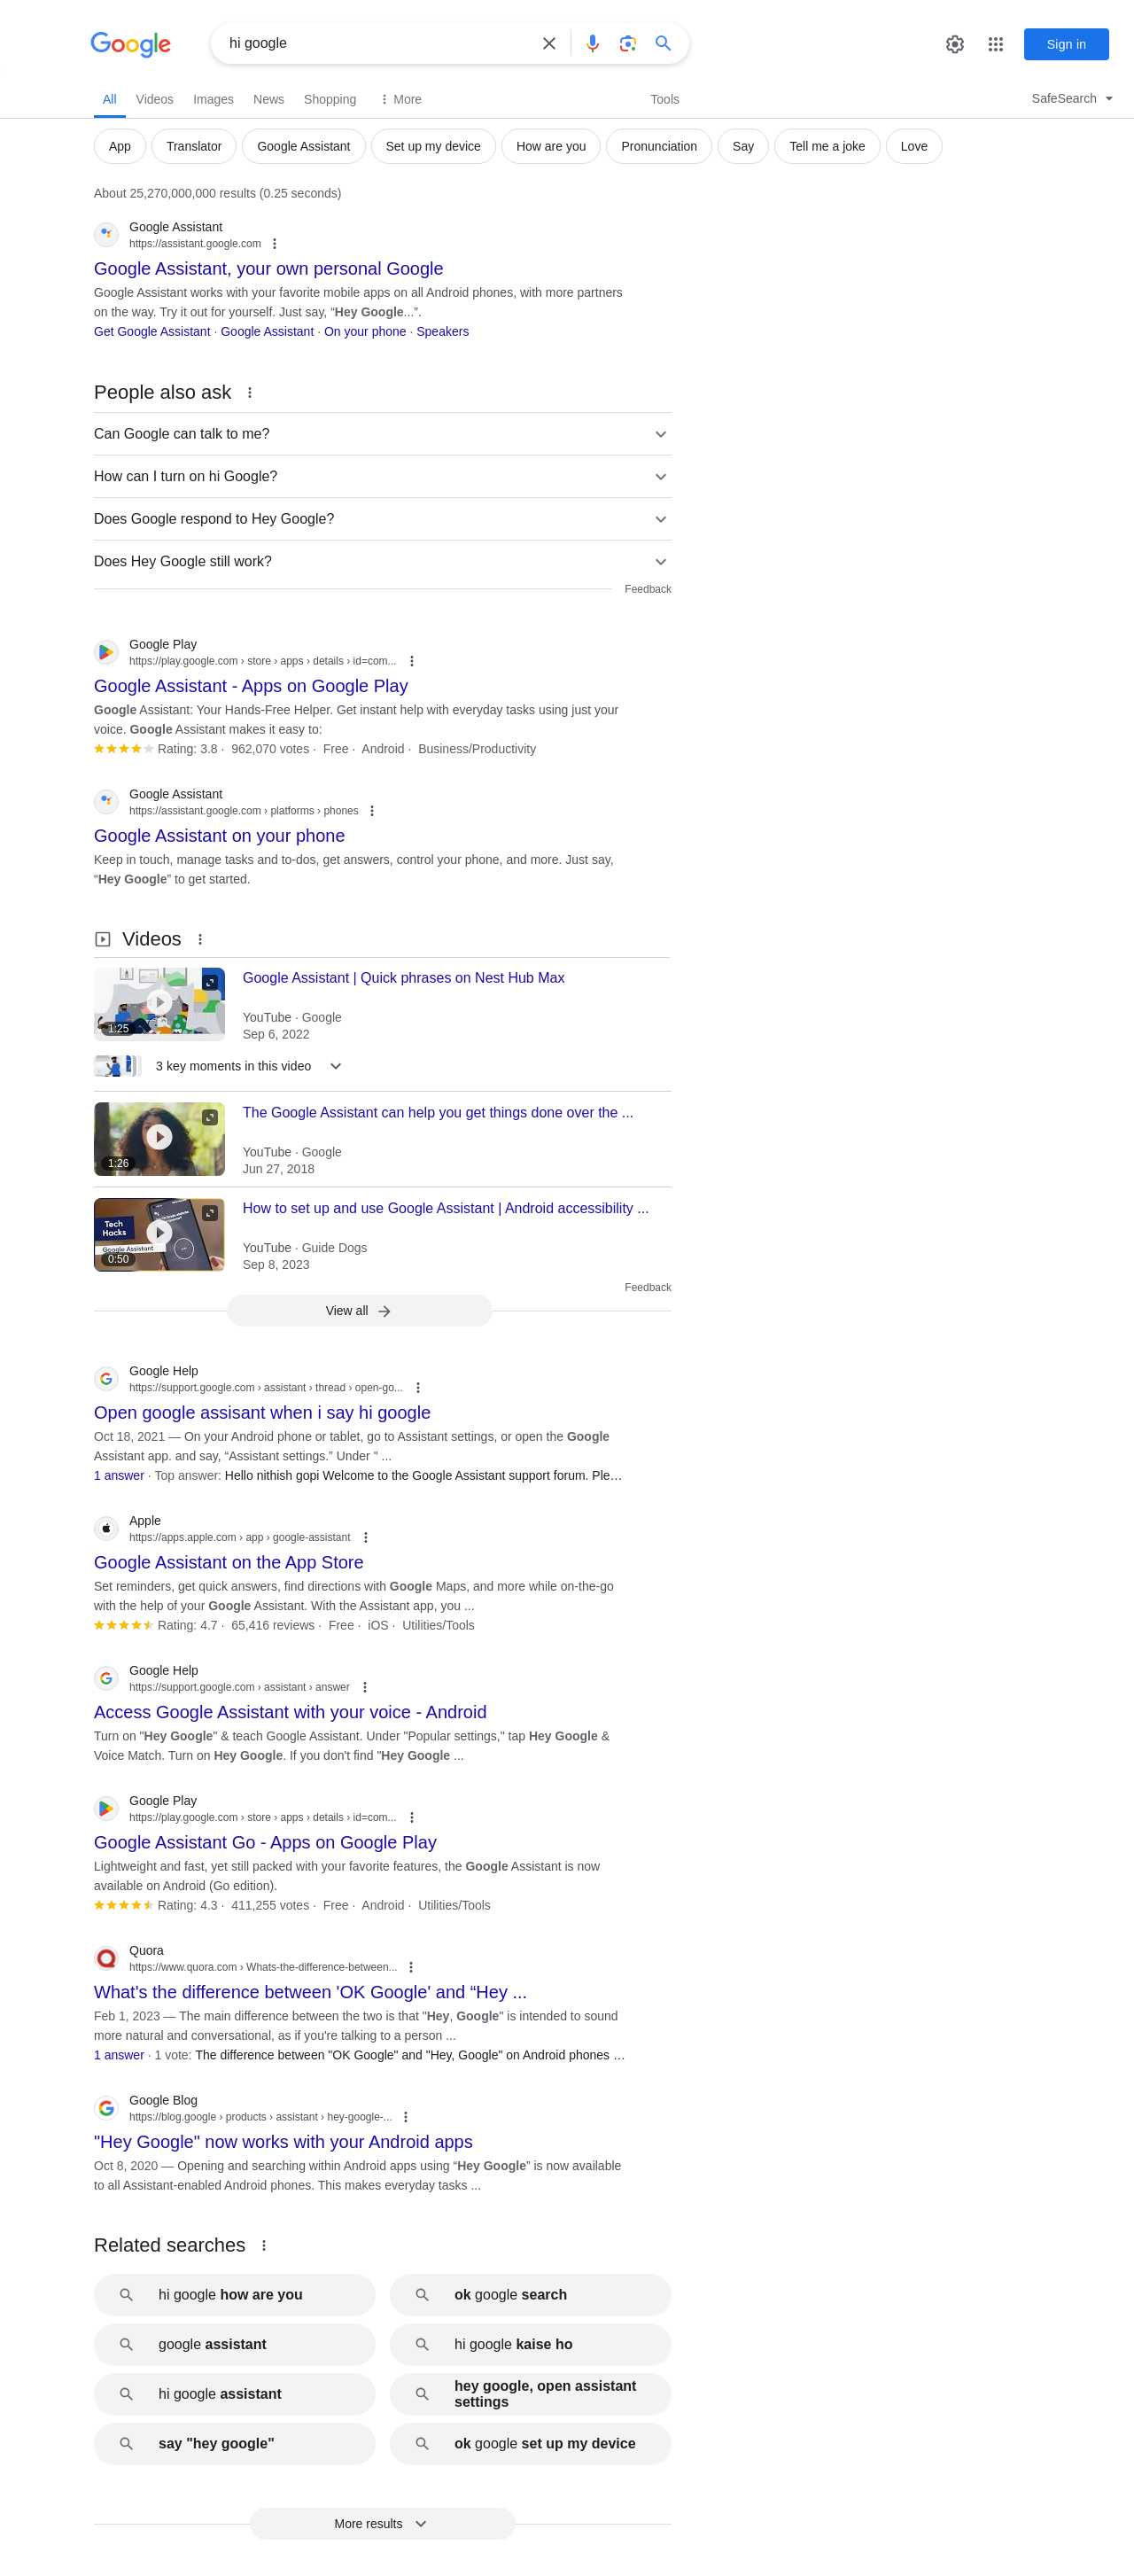 Google
hi google
Sign in
All Videos Images News Shopping More Tools SafeSearch
App Translator Google Assistant Set up my device How are you Pronunciation Say Tell me a joke Love
About 25,270,000,000 results (0.25 seconds)
Google Assistant
https://assistant.google.com
Google Assistant, your own personal Google
Google Assistant works with your favorite mobile apps on all Android phones, with more partners
on the way. Try it out for yourself. Just say, “Hey Google...”.
Get Google Assistant · Google Assistant · On your phone · Speakers
People also ask
Can Google can talk to me?
How can I turn on hi Google?
Does Google respond to Hey Google?
Does Hey Google still work?
Feedback
Google Play
https://play.google.com › store › apps › details › id=com...
Google Assistant - Apps on Google Play
Google Assistant: Your Hands-Free Helper. Get instant help with everyday tasks using just your
voice. Google Assistant makes it easy to:
Rating: 3.8 · 962,070 votes · Free · Android · Business/Productivity
Google Assistant
https://assistant.google.com › platforms › phones
Google Assistant on your phone
Keep in touch, manage tasks and to-dos, get answers, control your phone, and more. Just say,
“Hey Google” to get started.
Videos
Google Assistant | Quick phrases on Nest Hub Max
YouTube · Google
1:25
Sep 6, 2022
3 key moments in this video
The Google Assistant can help you get things done over the ...
YouTube · Google
1:26
Jun 27, 2018
How to set up and use Google Assistant | Android accessibility ...
Tech
Hacks
Google Assistant
YouTube · Guide Dogs
0:50
Sep 8, 2023
Feedback
View all
Google Help
https://support.google.com › assistant › thread › open-go...
Open google assisant when i say hi google
Oct 18, 2021 — On your Android phone or tablet, go to Assistant settings, or open the Google
Assistant app. and say, “Assistant settings.” Under " ...
1 answer · Top answer: Hello nithish gopi Welcome to the Google Assistant support forum. Ple…
Apple
https://apps.apple.com › app › google-assistant
Google Assistant on the App Store
Set reminders, get quick answers, find directions with Google Maps, and more while on-the-go
with the help of your Google Assistant. With the Assistant app, you ...
Rating: 4.7 · 65,416 reviews · Free · iOS · Utilities/Tools
Google Help
https://support.google.com › assistant › answer
Access Google Assistant with your voice - Android
Turn on "Hey Google" & teach Google Assistant. Under "Popular settings," tap Hey Google &
Voice Match. Turn on Hey Google. If you don't find "Hey Google ...
Google Play
https://play.google.com › store › apps › details › id=com...
Google Assistant Go - Apps on Google Play
Lightweight and fast, yet still packed with your favorite features, the Google Assistant is now
available on Android (Go edition).
Rating: 4.3 · 411,255 votes · Free · Android · Utilities/Tools
Quora
https://www.quora.com › Whats-the-difference-between...
What's the difference between 'OK Google' and “Hey ...
Feb 1, 2023 — The main difference between the two is that "Hey, Google" is intended to sound
more natural and conversational, as if you're talking to a person ...
1 answer · 1 vote: The difference between "OK Google" and "Hey, Google" on Android phones …
Google Blog
https://blog.google › products › assistant › hey-google-...
"Hey Google" now works with your Android apps
Oct 8, 2020 — Opening and searching within Android apps using “Hey Google” is now available
to all Assistant-enabled Android phones. This makes everyday tasks ...
Related searches
hi google how are you
ok google search
google assistant
hi google kaise ho
hi google assistant
hey google, open assistant
settings
say "hey google"
ok google set up my device
More results